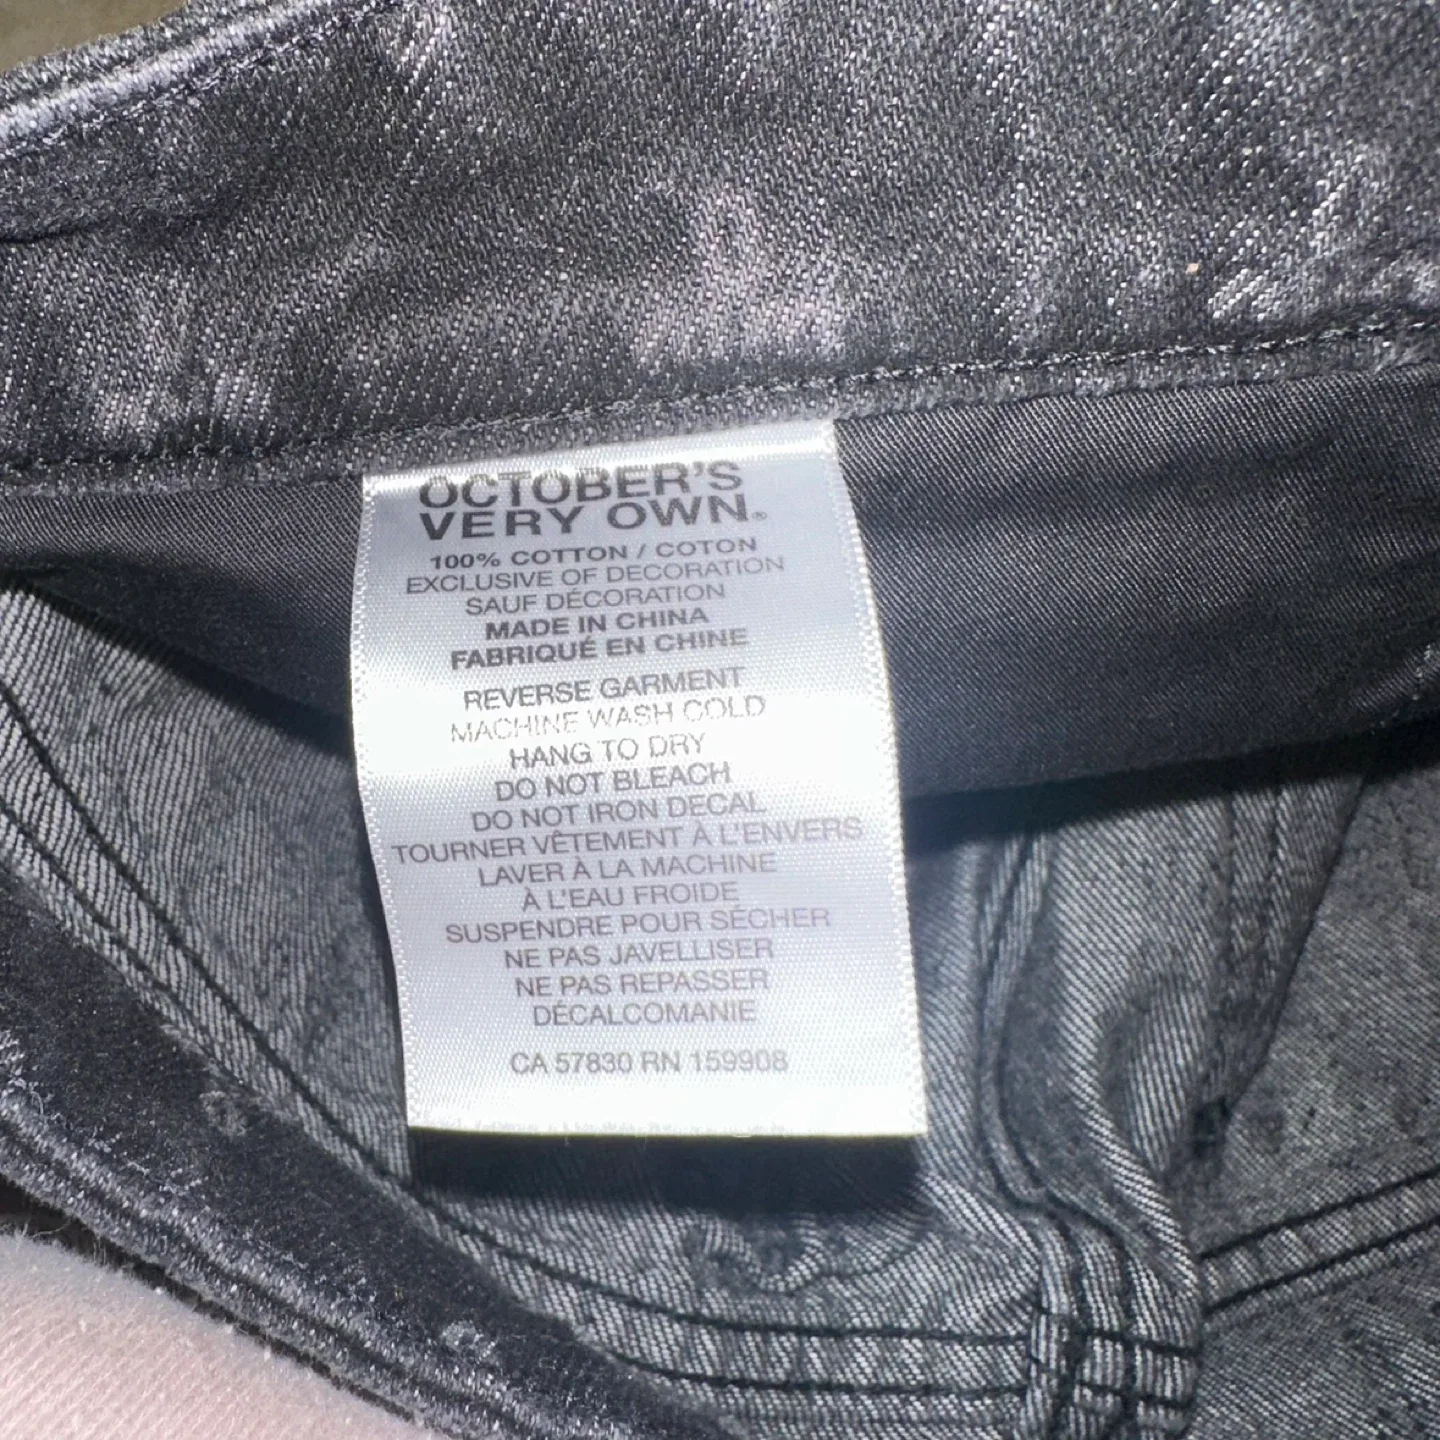 OCTOBER'S
VERY OWN®
100% COTTON / COTON
EXCLUSIVE OF DECORATION
SAUF DÉCORATION
MADE IN CHINA
FABRIQUÉ EN CHINE
REVERSE GARMENT
MACHINE WASH COLD
HANG TO DRY
DO NOT BLEACH
DO NOT IRON DECAL
TOURNER VÊTEMENT À L'ENVERS
LAVER À LA MACHINE
À L'EAU FROIDE
SUSPENDRE POUR SÉCHER
NE PAS JAVELLISER
NE PAS REPASSER
DÉCALCOMANIE
CA 57830 RN 159908